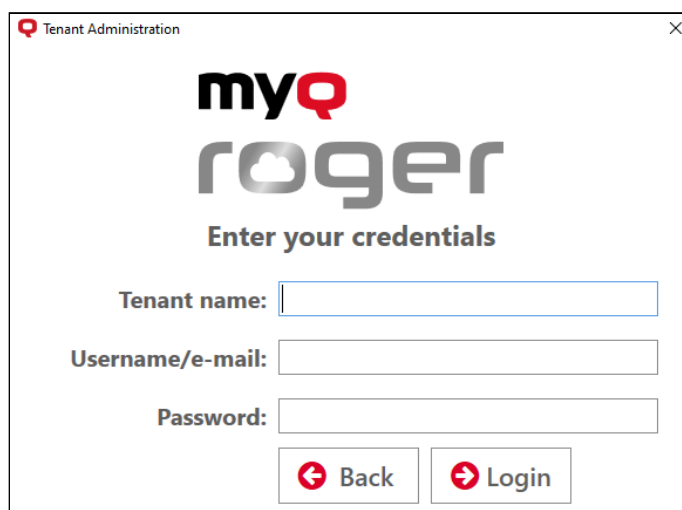 Tenant Administration
myQ
roger
Enter your credentials
Tenant name:
Username/e-mail:
Password:
Back Login